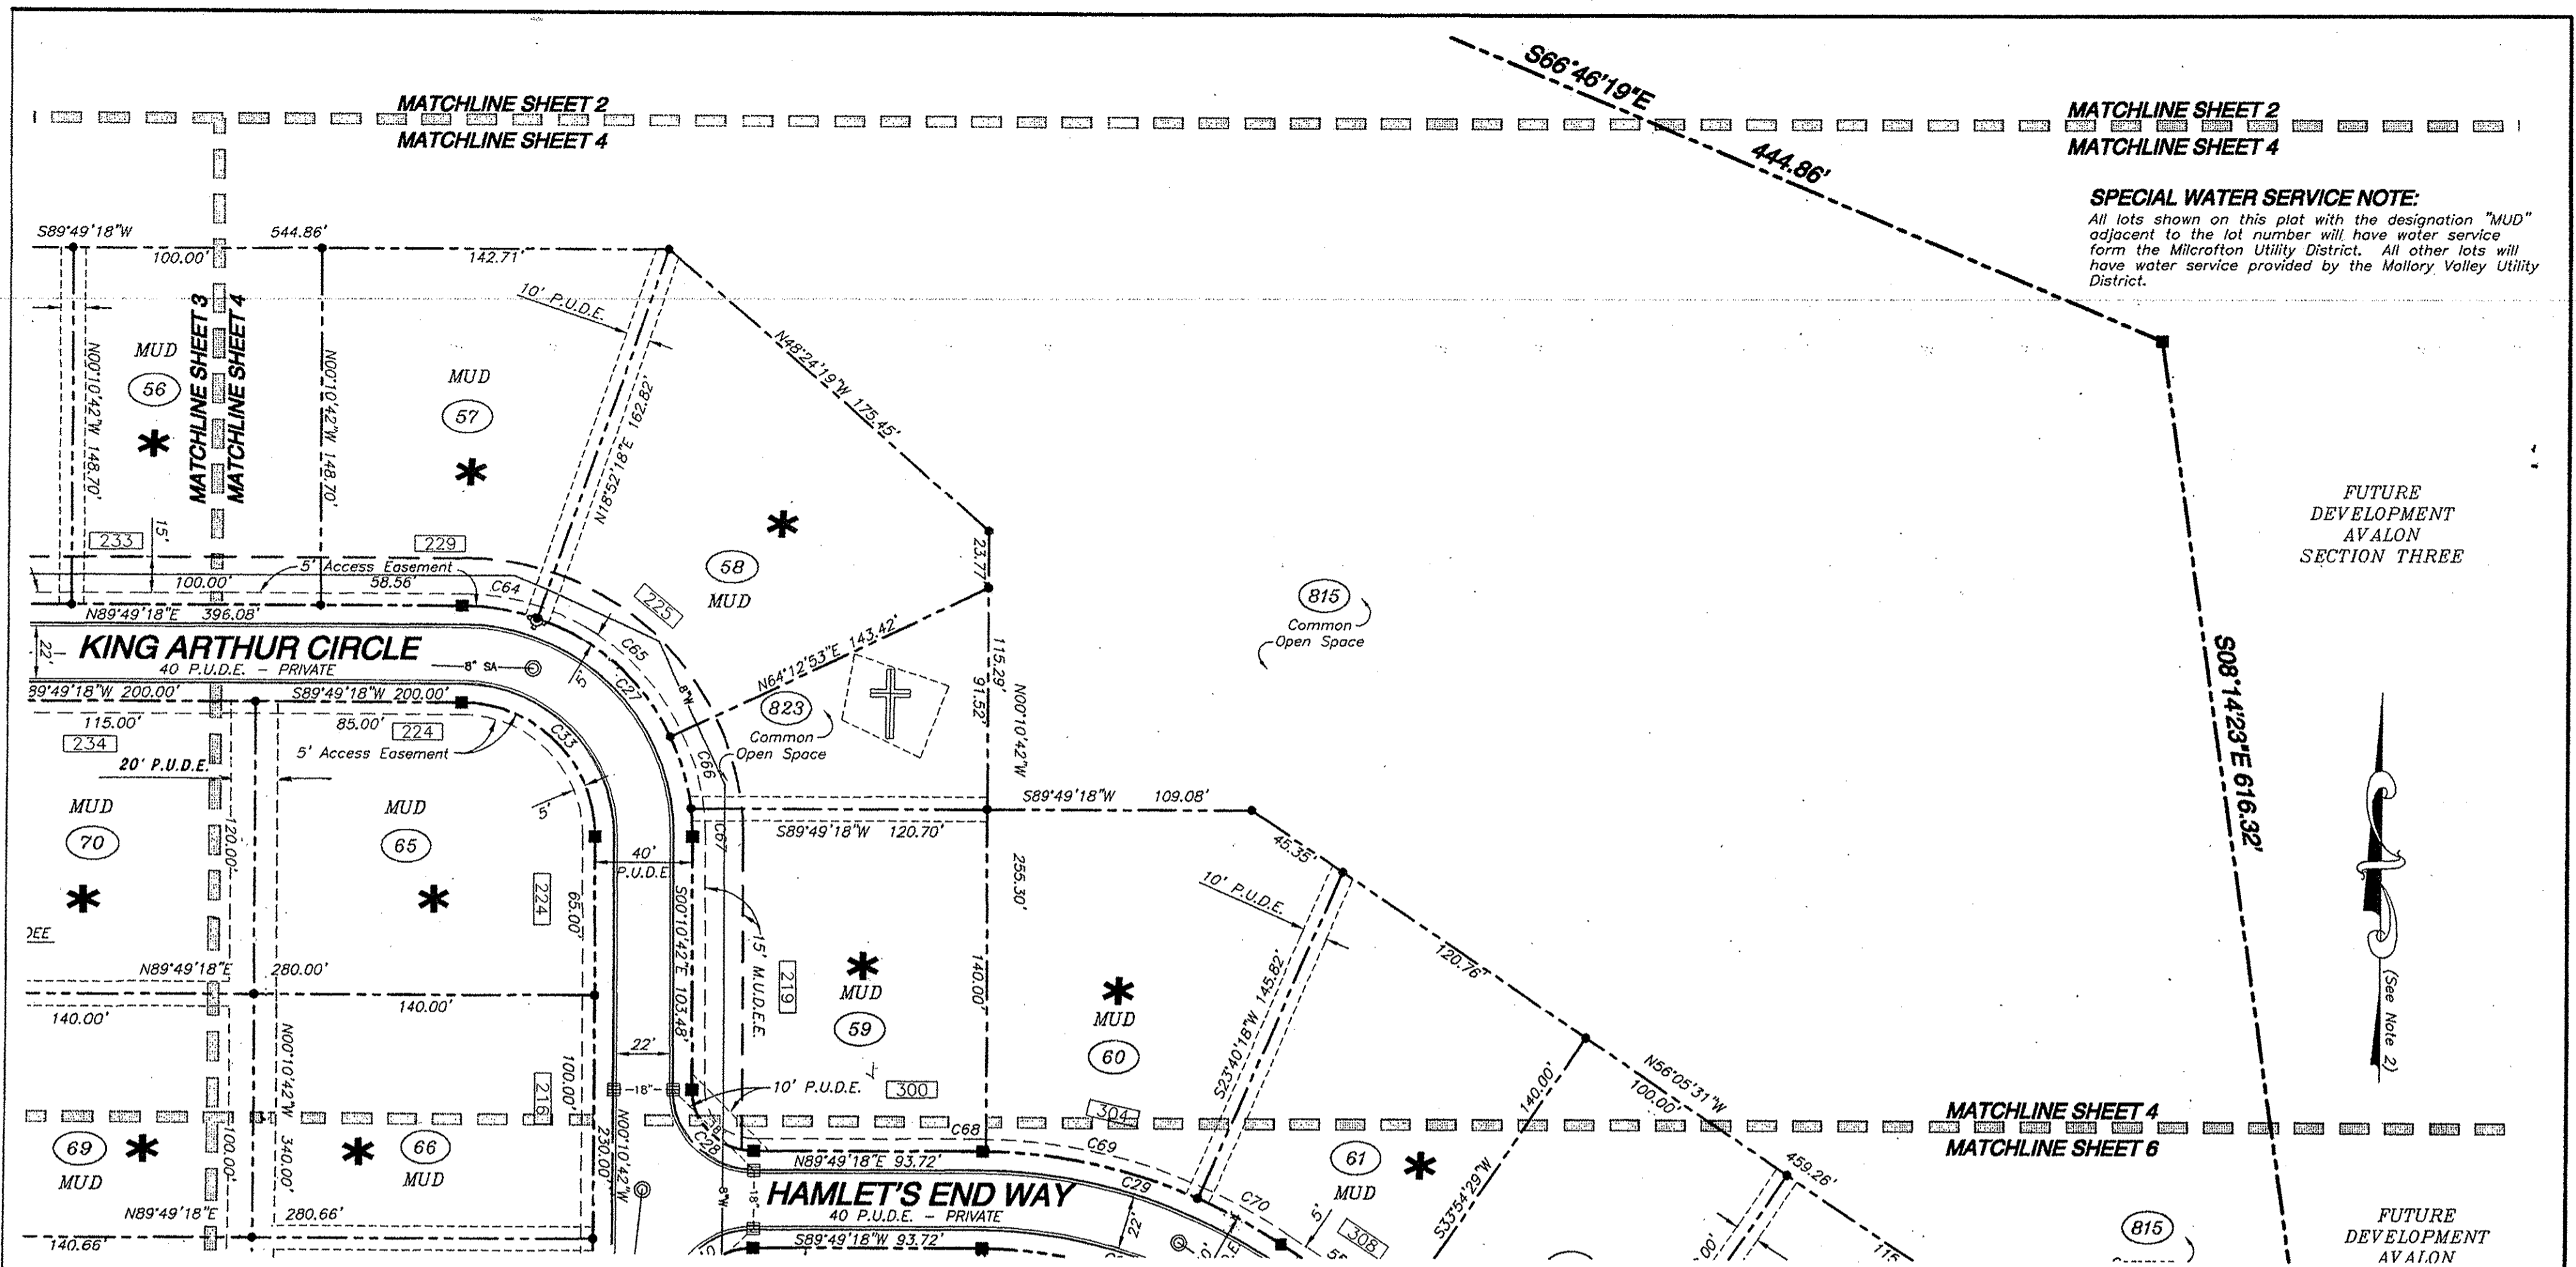 S66°46'19"E
444.86'
MATCHLINE SHEET 2
MATCHLINE SHEET 4
MATCHLINE SHEET 2
MATCHLINE SHEET 4
SPECIAL WATER SERVICE NOTE:
All lots shown on this plat with the designation "MUD"
adjacent to the lot number will have water service
form the Milcrofton Utility District. All other lots will
have water service provided by the Mallory Valley Utility
District.
S89°49'18"W
544.86'
100.00'
142.71'
10' P.U.D.E.
N48°24'19"W 175.45'
N00°10'42"W 148.70'
MUD
56
MATCHLINE SHEET 3
MATCHLINE SHEET 4
N00°10'42"W 148.70'
MUD
57
N18°52'18"E 162.82'
58
MUD
23.77'
233
15'
229
5' Access Easement
100.00'
58.56'
C64
225
N89°49'18"E 396.08'
22'
KING ARTHUR CIRCLE
40 P.U.D.E. - PRIVATE
8" SA
C65
5'
C27
8"W
N64°12'53"E 143.42'
115.29'
91.52'
N00°10'42"W
815
Common
Open Space
FUTURE
DEVELOPMENT
AVALON
SECTION THREE
S08°14'23"E 616.32'
89°49'18"W 200.00'
S89°49'18"W 200.00'
115.00'
85.00'
234
224
5' Access Easement
C33
5'
20' P.U.D.E.
823
Common
Open Space
C66
C67
S89°49'18"W 109.08'
S89°49'18"W 120.70'
MUD
70
120.00'
MUD
65
224
65.00'
40'
P.U.D.E.
S00°10'42"E 103.48'
15' M.U.D.E.E.
219
MUD
59
140.00'
255.30'
45.35'
10' P.U.D.E.
120.76'
MUD
60
S23°40'18"W 145.82'
DEE
N89°49'18"E
280.00'
140.00'
140.00'
N00°10'42"W 340.00'
100.00'
216
22'
18"
10' P.U.D.E.
300
304
140.00'
N56°05'31"W
100.00'
(See Note 2)
MATCHLINE SHEET 4
MATCHLINE SHEET 6
69
MUD
100.00'
66
MUD
230.00'
N00°10'42"W
C28
18"
C68
C69
N89°49'18"E 93.72'
HAMLET'S END WAY
40 P.U.D.E. - PRIVATE
18"
8"W
C29
C70
22'
61
MUD
5'
308
S33°54'29"W
459.26'
N89°49'18"E
280.66'
140.66'
S89°49'18"W 93.72'
815
FUTURE
DEVELOPMENT
AVALON